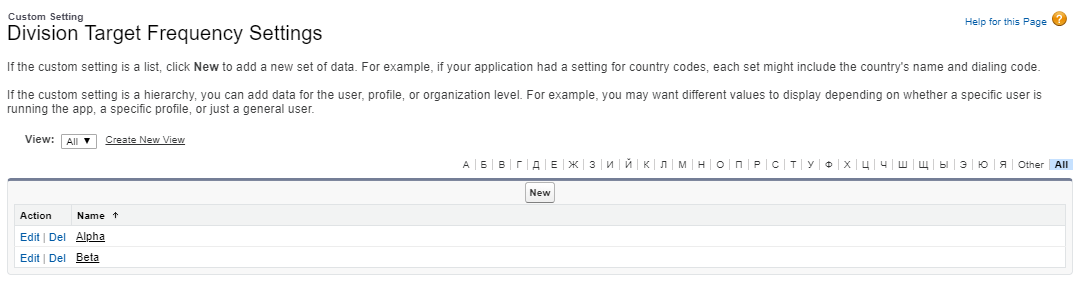 Custom Setting
Division Target Frequency Settings
Help for this Page ?
If the custom setting is a list, click New to add a new set of data. For example, if your application had a setting for country codes, each set might include the country's name and dialing code.
If the custom setting is a hierarchy, you can add data for the user, profile, or organization level. For example, you may want different values to display depending on whether a specific user is
running the app, a specific profile, or just a general user.
View: All ▼ Create New View
А | Б | В | Г | Д | Е | Ж | З | И | Й | К | Л | М | Н | О | П | Р | С | Т | У | Ф | Х | Ц | Ч | Ш | Щ | Ы | Э | Ю | Я | Other | All
New
Action Name ↑
Edit | Del Alpha
Edit | Del Beta